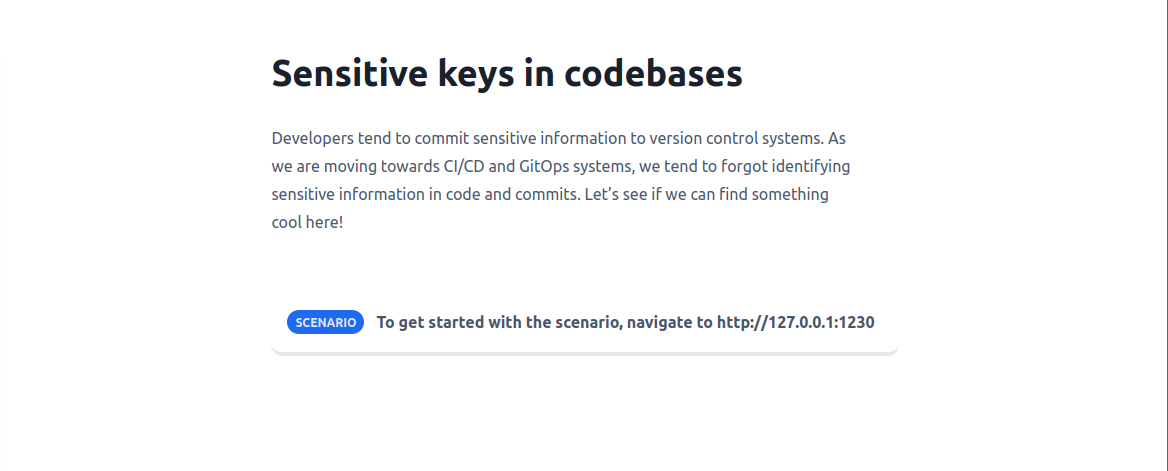 Sensitive keys in codebases
Developers tend to commit sensitive information to version control systems. As
we are moving towards CI/CD and GitOps systems, we tend to forgot identifying
sensitive information in code and commits. Let’s see if we can find something
cool here!
SCENARIO To get started with the scenario, navigate to http://127.0.0.1:1230